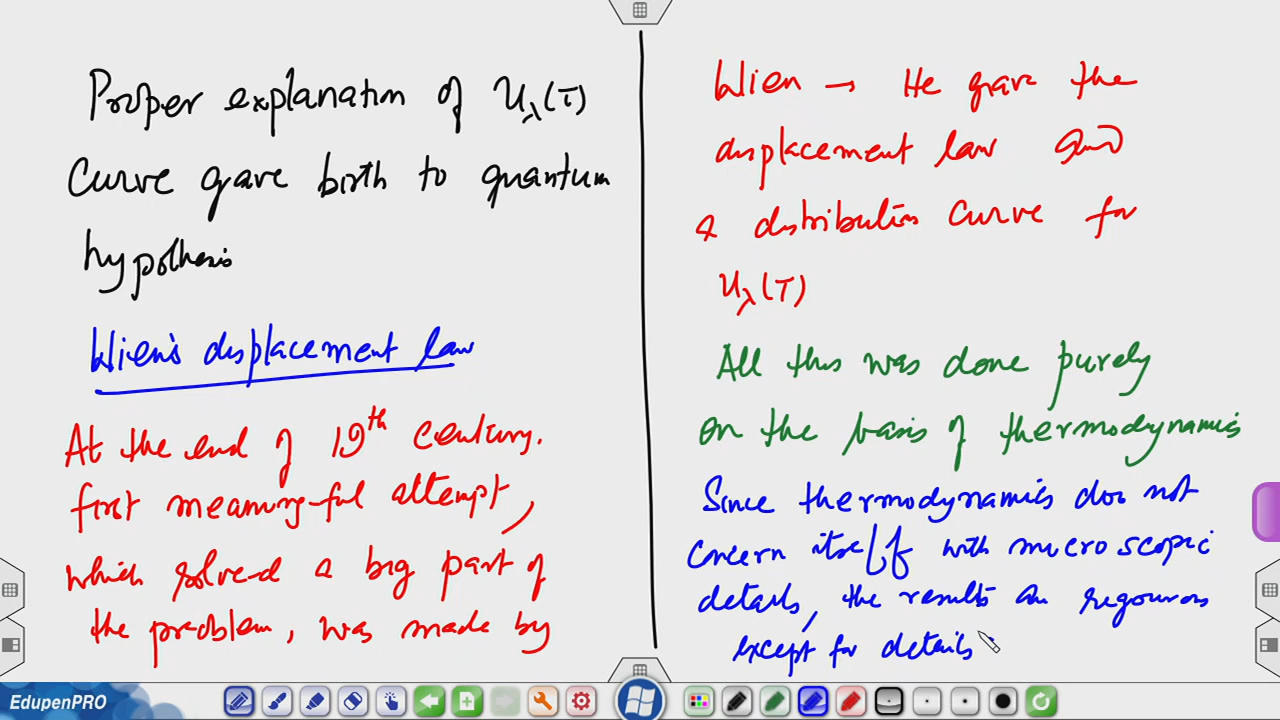 Proper explanation of U_λ(T)
Curve gave birth to quantum
hypothesis
Wien's displacement law
At the end of 19th century.
first meaningful attempt,
which solved a big part of
the problem, was made by
Wien → He gave the
displacement law and
a distribution curve for
U_λ(T)
All this was done purely
on the basis of thermodynamics
Since thermodynamics does not
concern itself with microscopic
details, the results are regourous
except for details
EdupenPRO